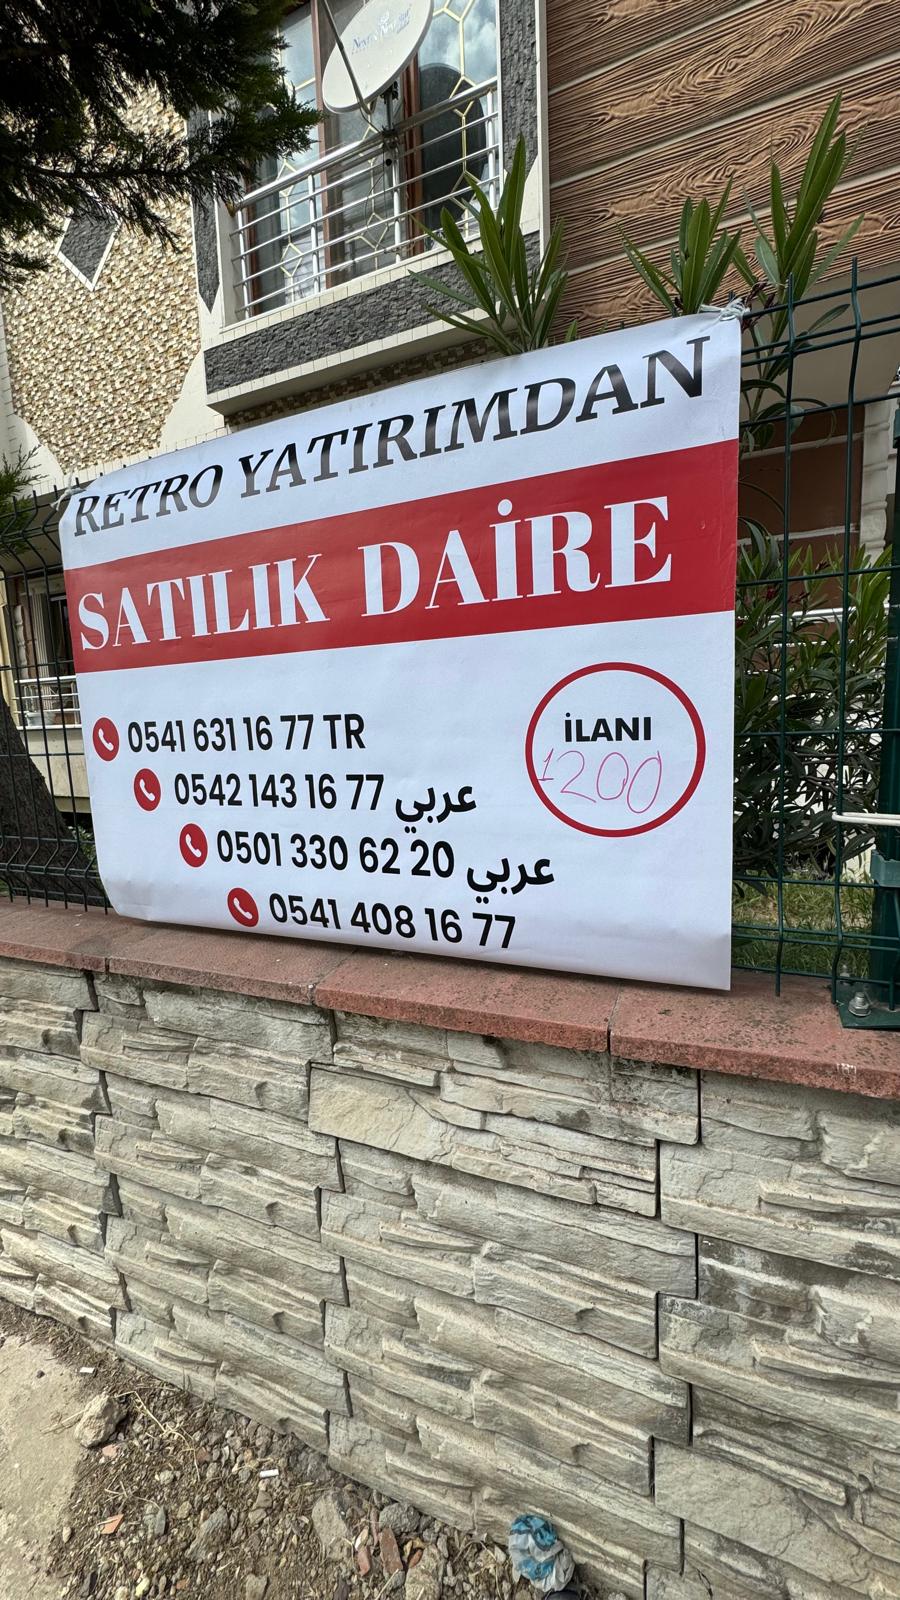 RETRO YATIRIMDAN
SATILIK DAİRE
0541 631 16 77 TR
0542 143 16 77 عربي
0501 330 62 20 عربي
0541 408 16 77
İLANI
1200